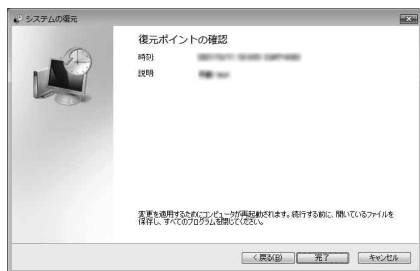 システムの復元
復元ポイントの確認
時刻:
説明:
変更を適用するためにコンピュータが再起動されます。続行する前に、開いているファイルを
保存し、すべてのプログラムを閉じてください。
< 戻る(B)
完了
キャンセル